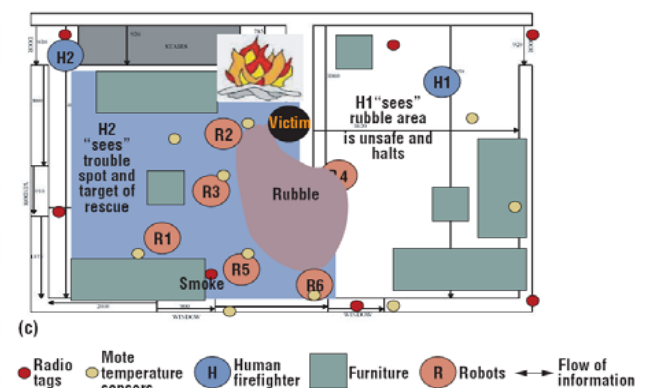 H2
R2
Victim
H1
H1"sees"
rubble area
is unsafe and
halts
H2
"sees"
trouble
spot and
target of
rescue
R3
Rubble
4
R1
R5
Smoke
R6
WINDOW
WINDOW
(c)
Radio
tags
Mote
temperature
sensors
H
Human
firefighter
Furniture
R
Robots
Flow of
information